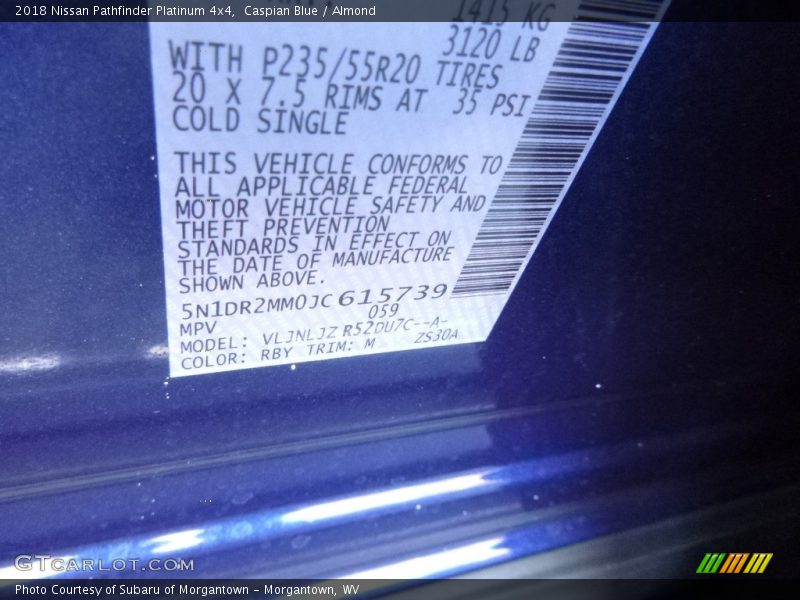 2018 Nissan Pathfinder Platinum 4x4, Caspian Blue / Almond
1415 KG
3120 LB
WITH P235/55R20 TIRES
20 X 7.5 RIMS AT 35 PSI
COLD SINGLE
THIS VEHICLE CONFORMS TO
ALL APPLICABLE FEDERAL
MOTOR VEHICLE SAFETY AND
THEFT PREVENTION
STANDARDS IN EFFECT ON
THE DATE OF MANUFACTURE
SHOWN ABOVE.
5N1DR2MM0JC615739
MPV 059
MODEL: VLJNLJZ R52DU7C--A-
COLOR: RBY TRIM: M ZS30A
GTCARLOT.COM
Photo Courtesy of Subaru of Morgantown - Morgantown, WV